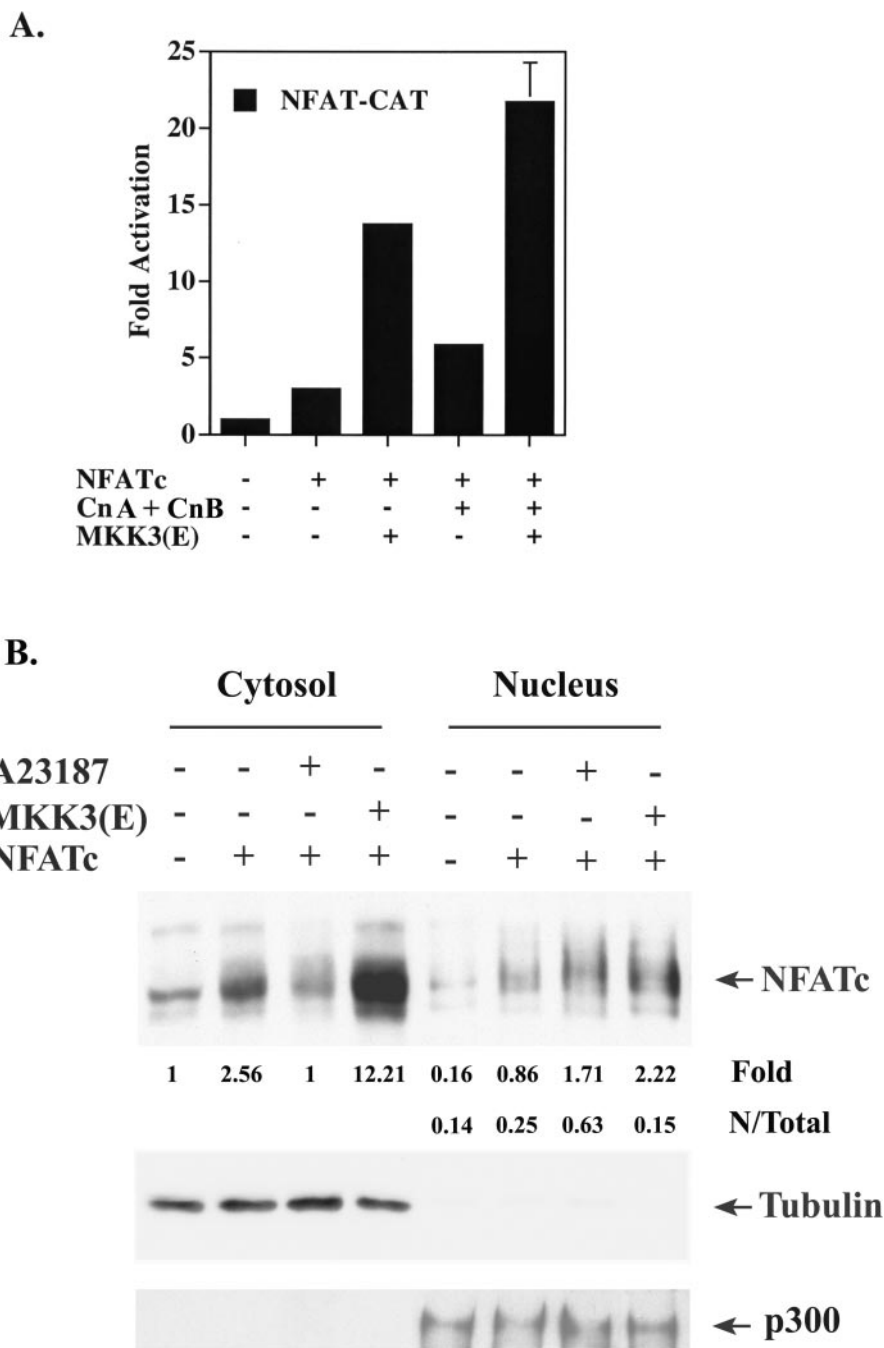 A.
25
20
15
10
5
0
Fold Activation
NFAT-CAT
NFATc - + + + +
CnA + CnB - - - + +
MKK3(E) - - + - +
B.
Cytosol Nucleus
A23187 - - + - - - + -
MKK3(E) - - - + - - - +
NFATc - + + + - + + +
NFATc
1 2.56 1 12.21 0.16 0.86 1.71 2.22 Fold
0.14 0.25 0.63 0.15 N/Total
Tubulin
p300